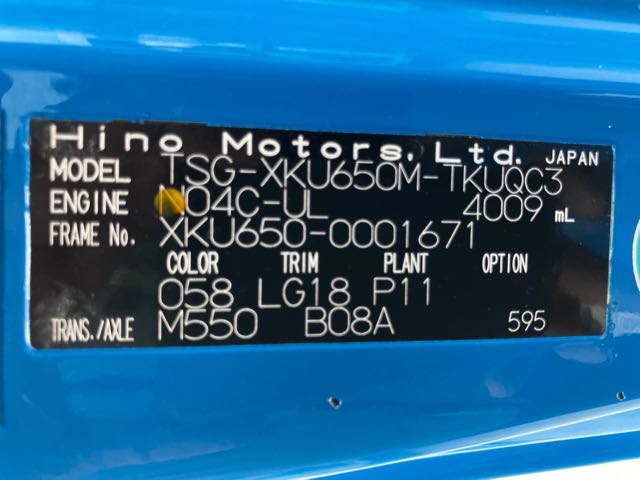 Hino Motors, Ltd. JAPAN
MODEL TSG-XKU650M-TKUQC3
ENGINE N04C-UL 4009 mL
FRAME No. XKU650-0001671
COLOR TRIM PLANT OPTION
058 LG18 P11
TRANS./AXLE M550 B08A 595